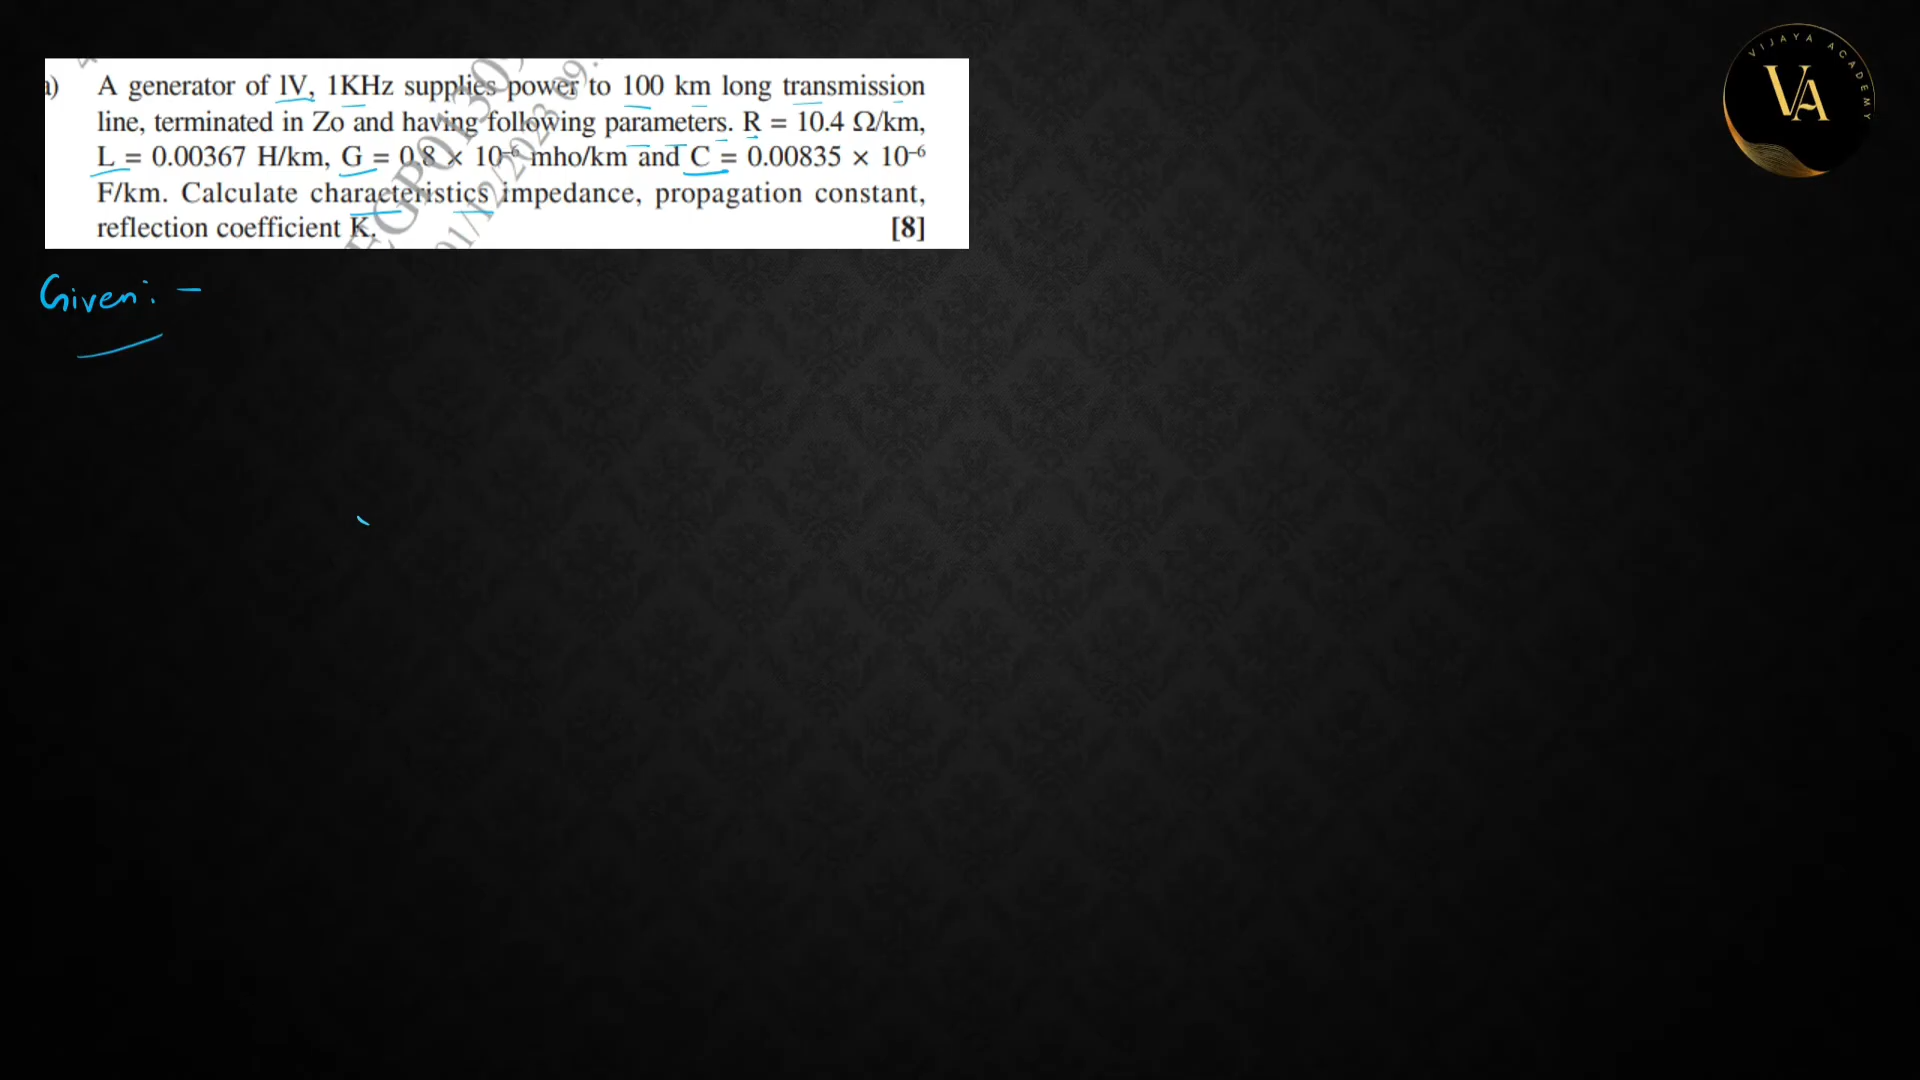 a) A generator of 1V, 1KHz supplies power to 100 km long transmission
line, terminated in Zo and having following parameters. R = 10.4 Ω/km,
L = 0.00367 H/km, G = 0.8 × 10⁻⁶ mho/km and C = 0.00835 × 10⁻⁶
F/km. Calculate characteristics impedance, propagation constant,
reflection coefficient K. [8]
Given: -
VIJAYA ACADEMY
VA